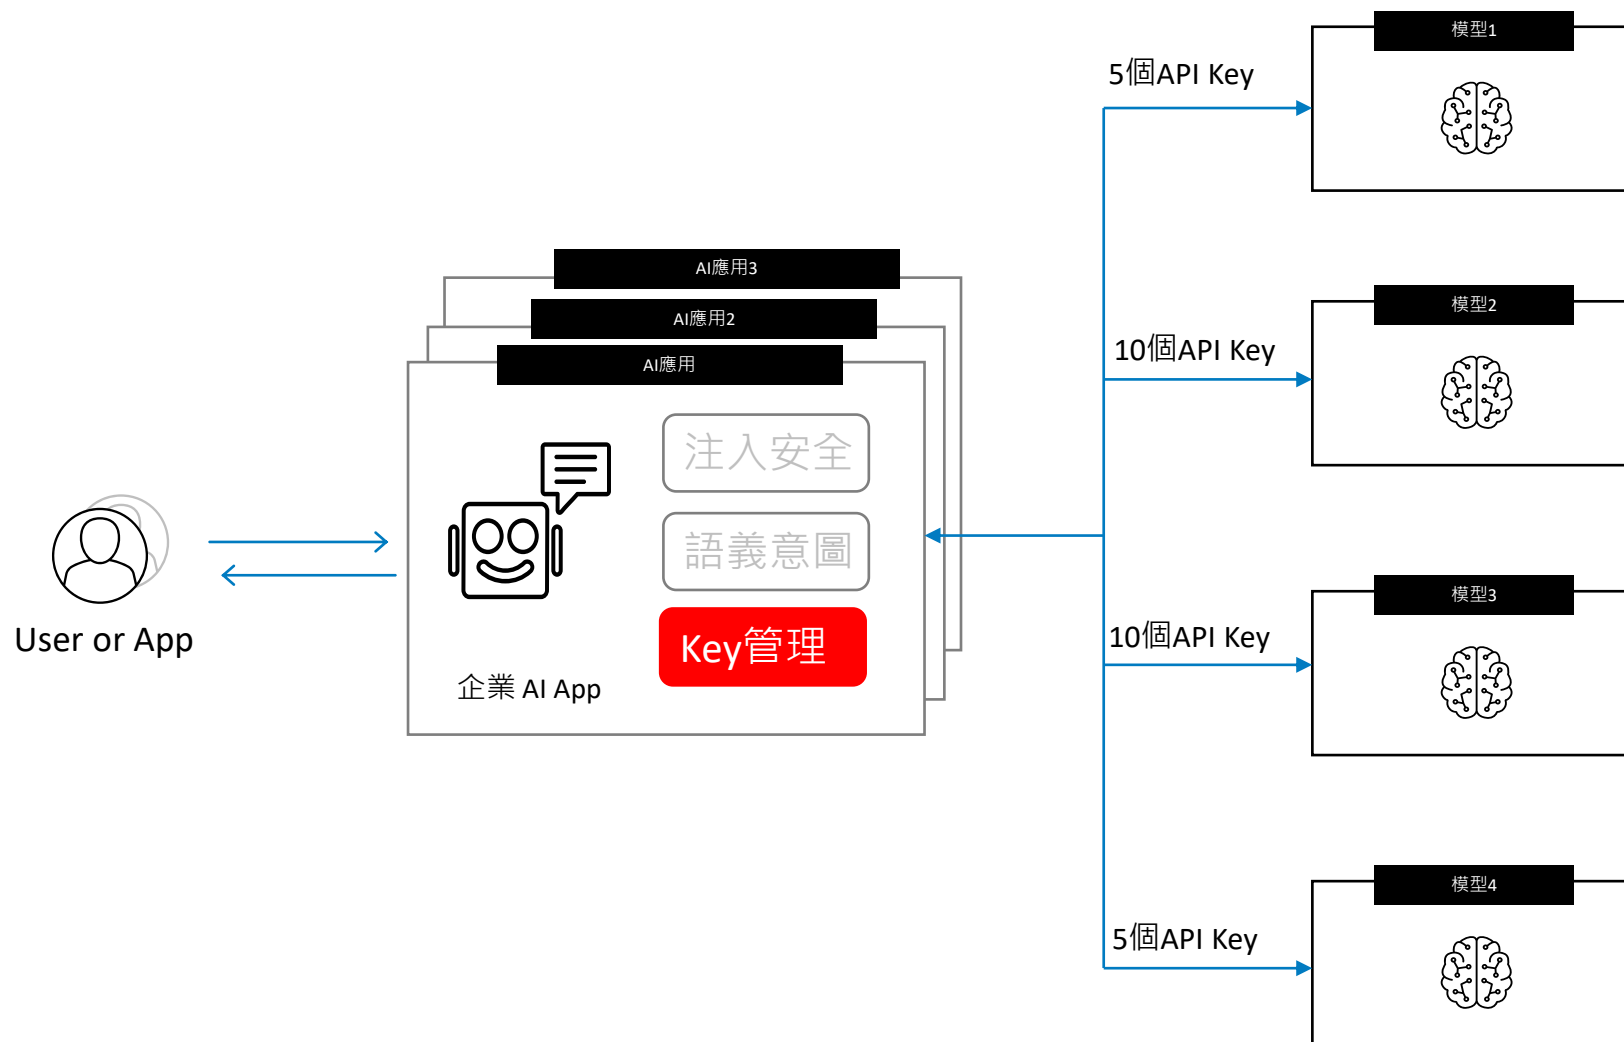 模型1
5個API Key
AI應用3
模型2
AI應用2
10個API Key
AI應用
注入安全
語義意圖
模型3
User or App
Key管理
10個API Key
企業 AI App
模型4
5個API Key